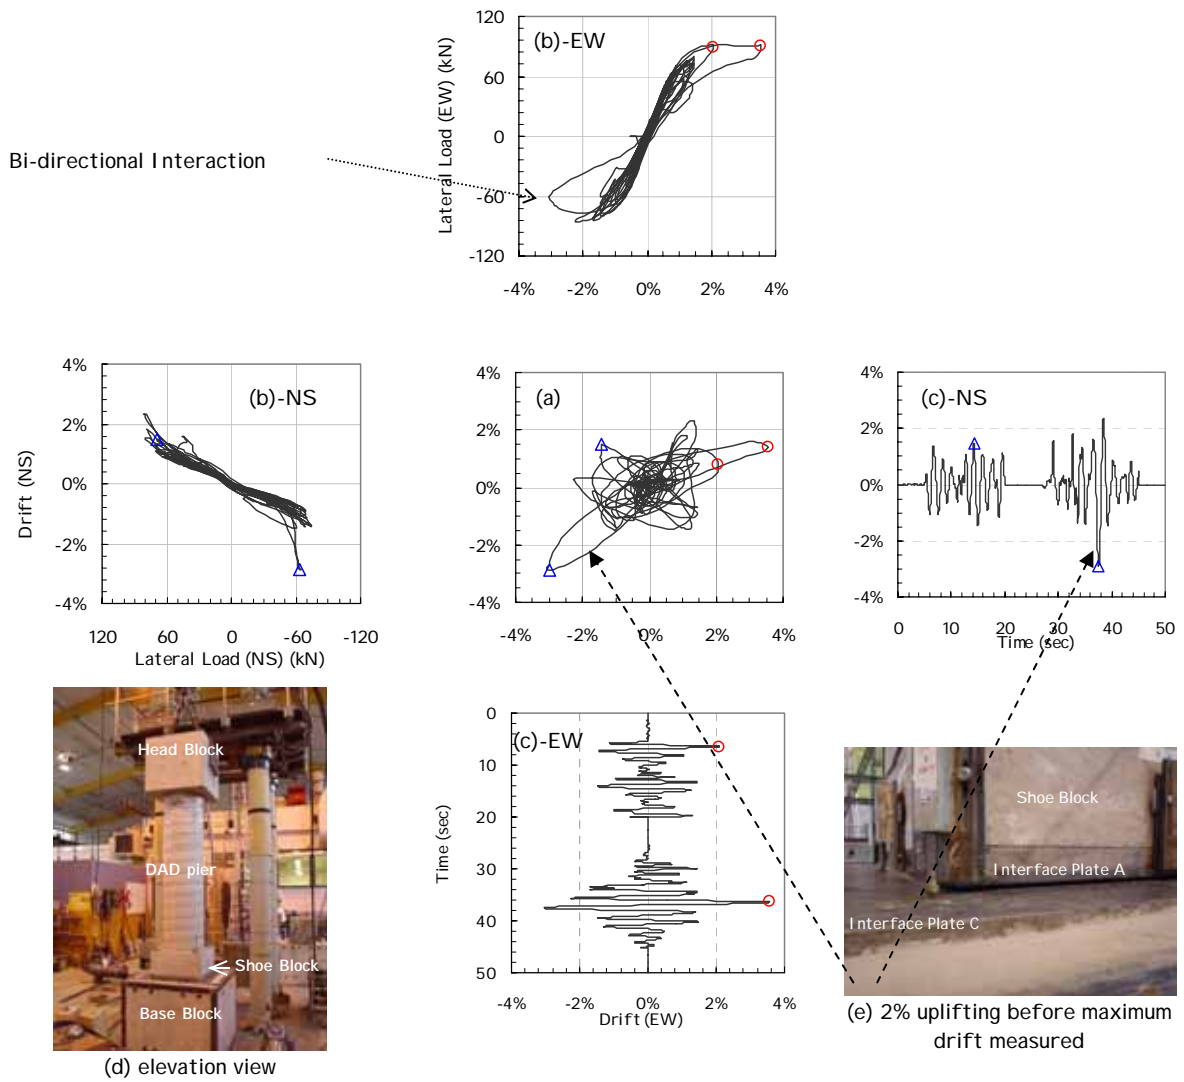 120
(b)-EW
60
0
-60
-120
Lateral Load (EW) (kN)
-4% -2% 0% 2% 4%
Bi-directional Interaction
4%
(b)-NS
2%
0%
-2%
-4%
Drift (NS)
120 60 0 -60 -120
Lateral Load (NS) (kN)
4%
(a)
2%
0%
-2%
-4%
-4% -2% 0% 2% 4%
4%
(c)-NS
2%
0%
-2%
-4%
0 10 20 30 40 50
Time (sec)
Head Block
DAD pier
Shoe Block
Base Block
(d) elevation view
0
(c)-EW
10
20
30
40
50
Time (sec)
-4% -2% 0% 2% 4%
Drift (EW)
Shoe Block
Interface Plate A
Interface Plate C
(e) 2% uplifting before maximum
drift measured